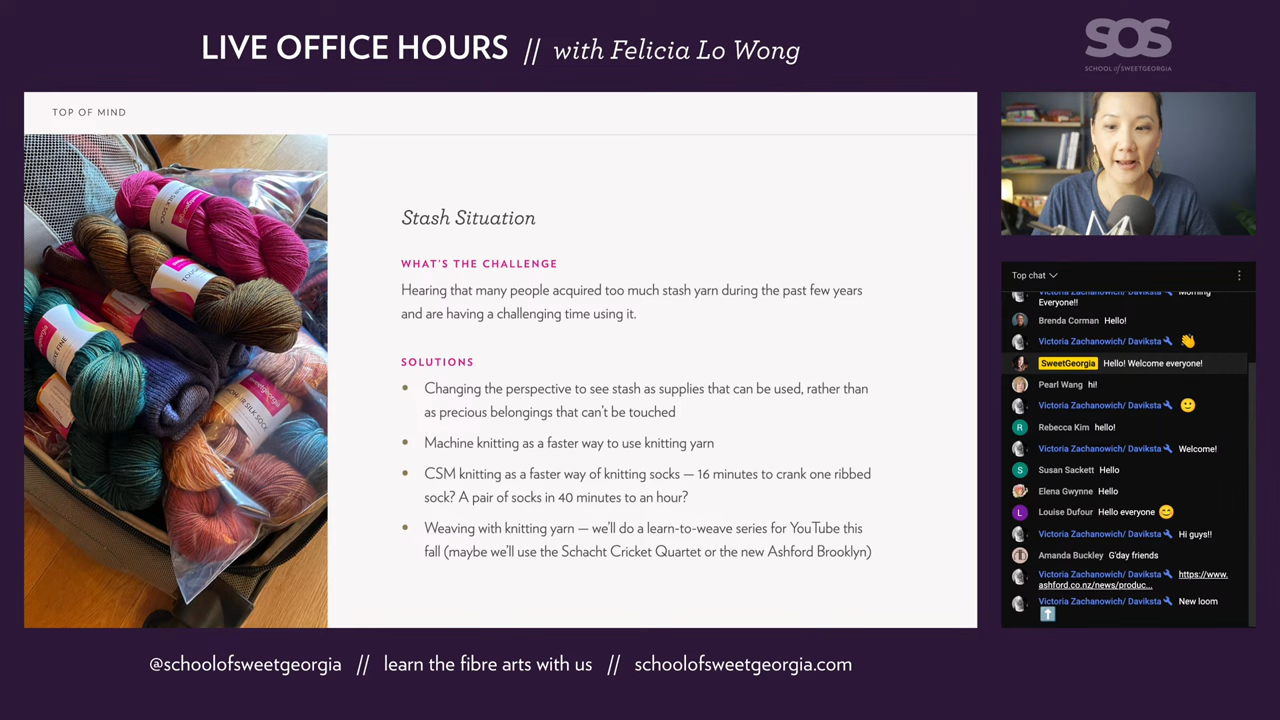 LIVE OFFICE HOURS // with Felicia Lo Wong
SOS
SCHOOL of SWEETGEORGIA
TOP OF MIND
Stash Situation
WHAT'S THE CHALLENGE
Hearing that many people acquired too much stash yarn during the past few years
and are having a challenging time using it.
SOLUTIONS
• Changing the perspective to see stash as supplies that can be used, rather than
as precious belongings that can't be touched
• Machine knitting as a faster way to use knitting yarn
• CSM knitting as a faster way of knitting socks — 16 minutes to crank one ribbed
sock? A pair of socks in 40 minutes to an hour?
• Weaving with knitting yarn — we'll do a learn-to-weave series for YouTube this
fall (maybe we'll use the Schacht Cricket Quartet or the new Ashford Brooklyn)
SILK SOCK
TOUGH
sweetgeorgia
SILK SOCK
Top chat
Victoria Zachanowich/ Daviksta Morning
Everyone!!
Brenda Corman Hello!
Victoria Zachanowich/ Daviksta 👋
SweetGeorgia Hello! Welcome everyone!
Pearl Wang hi!
Victoria Zachanowich/ Daviksta 🙂
R Rebecca Kim hello!
Victoria Zachanowich/ Daviksta Welcome!
S Susan Sackett Hello
Elena Gwynne Hello
L Louise Dufour Hello everyone 😊
Victoria Zachanowich/ Daviksta Hi guys!!
Amanda Buckley G'day friends
Victoria Zachanowich/ Daviksta https://www.
ashford.co.nz/news/produc...
Victoria Zachanowich/ Daviksta New loom
⬆️
@schoolofsweetgeorgia // learn the fibre arts with us // schoolofsweetgeorgia.com